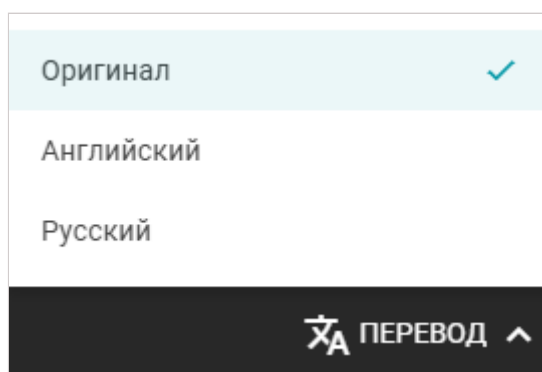 Оригинал
Английский
Русский
ПЕРЕВОД